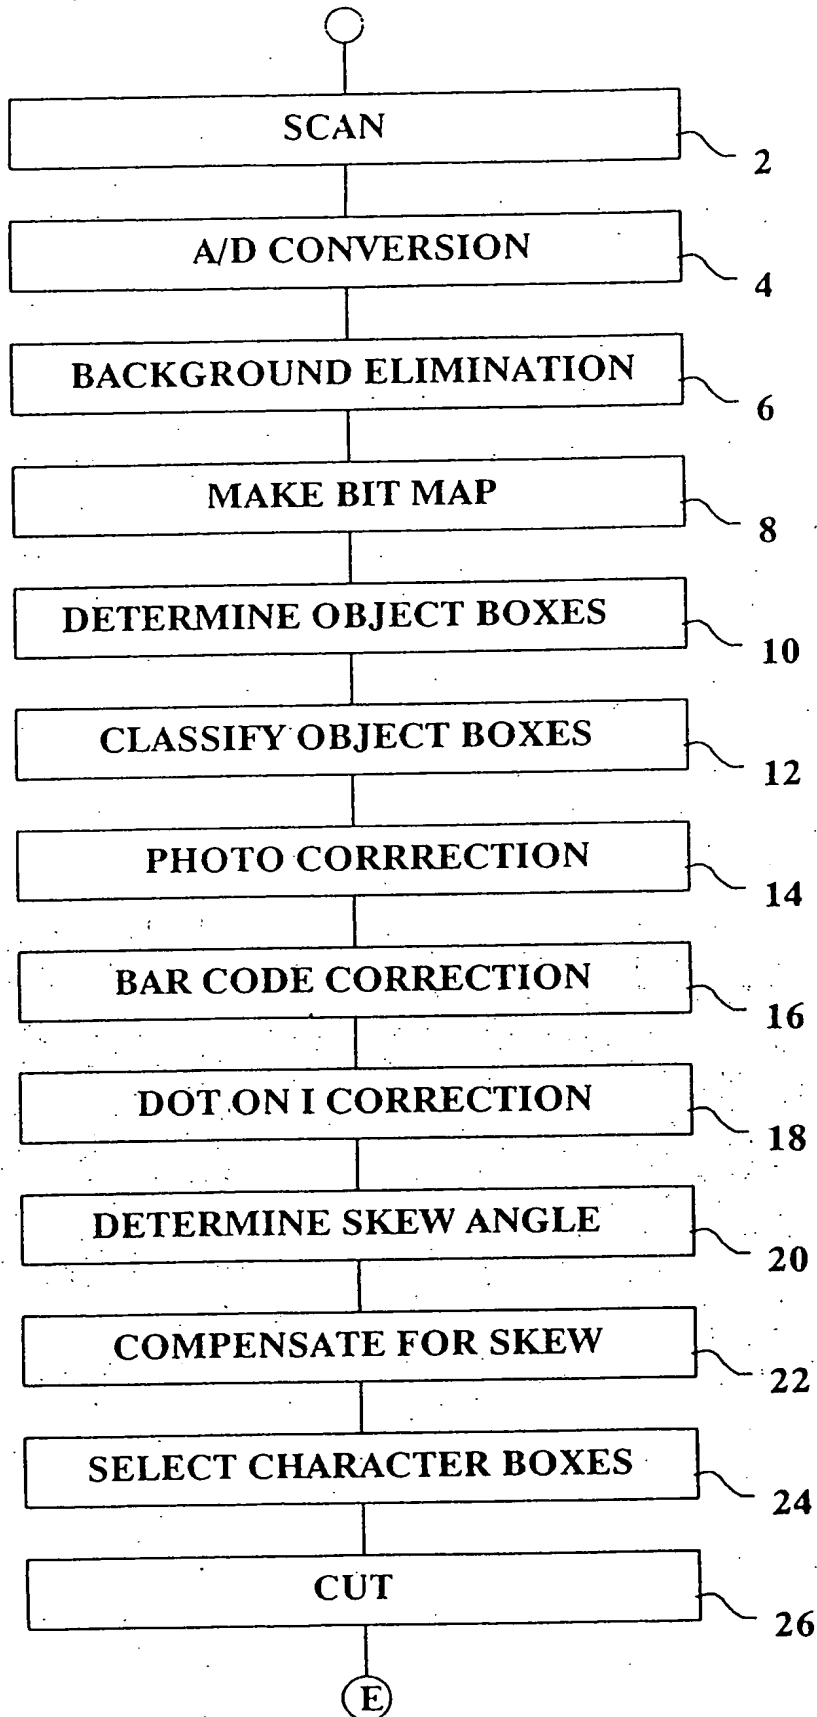 SCAN
2
A/D CONVERSION
4
BACKGROUND ELIMINATION
6
MAKE BIT MAP
8
DETERMINE OBJECT BOXES
10
CLASSIFY OBJECT BOXES
12
PHOTO CORRRECTION
14
BAR CODE CORRECTION
16
DOT ON I CORRECTION
18
DETERMINE SKEW ANGLE
20
COMPENSATE FOR SKEW
22
SELECT CHARACTER BOXES
24
CUT
26
E